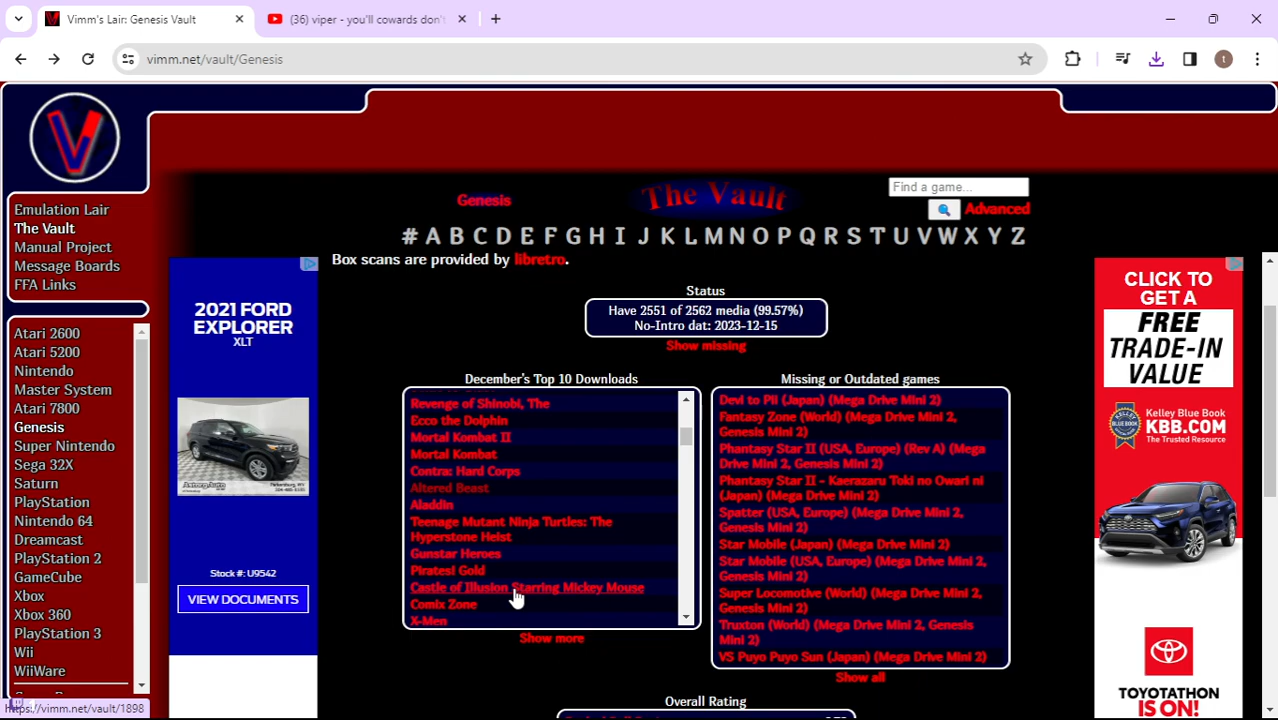 Vimm's Lair: Genesis Vault
(36) viper - you'll cowards don't
vimm.net/vault/Genesis
t
V
Emulation Lair
The Vault
Manual Project
Message Boards
FFA Links
Genesis
The Vault
Find a game...
Advanced
# A B C D E F G H I J K L M N O P Q R S T U V W X Y Z
Box scans are provided by libretro.
Status
Have 2551 of 2562 media (99.57%)
No-Intro dat: 2023-12-15
Show missing
Atari 2600
Atari 5200
Nintendo
Master System
Atari 7800
Genesis
Super Nintendo
Sega 32X
Saturn
PlayStation
Nintendo 64
Dreamcast
PlayStation 2
GameCube
Xbox
Xbox 360
PlayStation 3
Wii
WiiWare
https://vimm.net/vault/1898
2021 FORD
EXPLORER
XLT
Stock #: U9542
VIEW DOCUMENTS
December's Top 10 Downloads
Revenge of Shinobi, The
Ecco the Dolphin
Mortal Kombat II
Mortal Kombat
Contra: Hard Corps
Altered Beast
Aladdin
Teenage Mutant Ninja Turtles: The
Hyperstone Heist
Gunstar Heroes
Pirates! Gold
Castle of Illusion Starring Mickey Mouse
Comix Zone
X-Men
Show more
Missing or Outdated games
Devi to Pii (Japan) (Mega Drive Mini 2)
Fantasy Zone (World) (Mega Drive Mini 2,
Genesis Mini 2)
Phantasy Star II (USA, Europe) (Rev A) (Mega
Drive Mini 2, Genesis Mini 2)
Phantasy Star II - Kaerazaru Toki no Owari ni
(Japan) (Mega Drive Mini 2)
Spatter (USA, Europe) (Mega Drive Mini 2,
Genesis Mini 2)
Star Mobile (Japan) (Mega Drive Mini 2)
Star Mobile (USA, Europe) (Mega Drive Mini 2,
Genesis Mini 2)
Super Locomotive (World) (Mega Drive Mini 2,
Genesis Mini 2)
Truxton (World) (Mega Drive Mini 2, Genesis
Mini 2)
VS Puyo Puyo Sun (Japan) (Mega Drive Mini 2)
Show all
Overall Rating
CLICK TO
GET A
FREE
TRADE-IN
VALUE
Kelley Blue Book
KBB.COM
The Trusted Resource
TOYOTA
TOYOTATHON
IS ON!